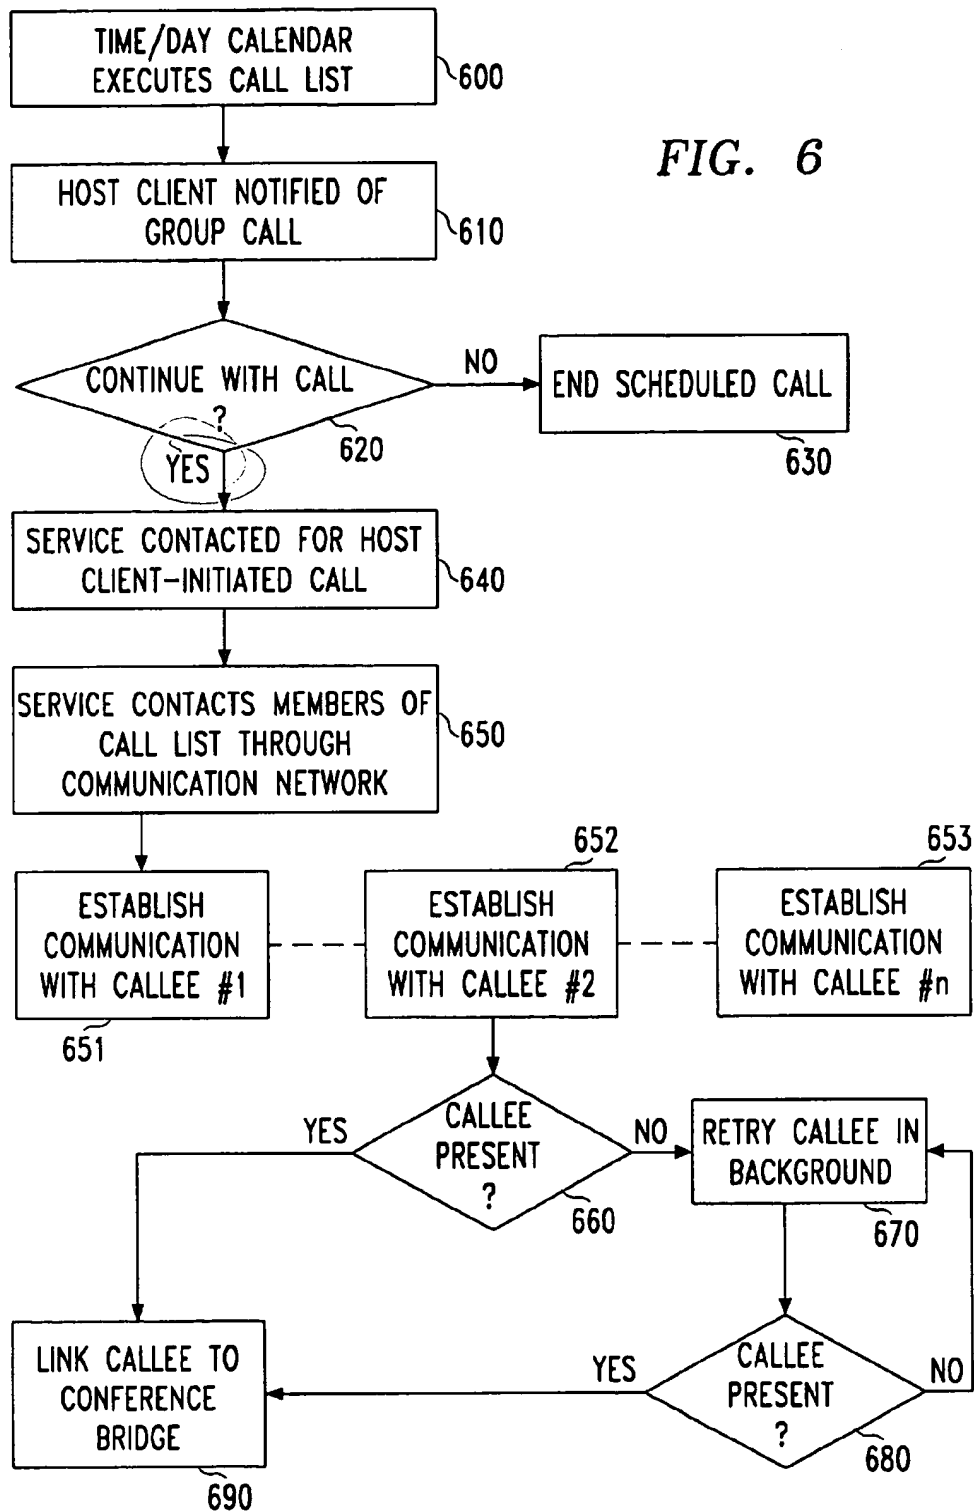 TIME/DAY CALENDAR
EXECUTES CALL LIST
600
FIG. 6
HOST CLIENT NOTIFIED OF
GROUP CALL
610
CONTINUE WITH CALL
?
620
NO
END SCHEDULED CALL
630
YES
SERVICE CONTACTED FOR HOST
CLIENT-INITIATED CALL
640
SERVICE CONTACTS MEMBERS OF
CALL LIST THROUGH
COMMUNICATION NETWORK
650
ESTABLISH
COMMUNICATION
WITH CALLEE #1
651
652
ESTABLISH
COMMUNICATION
WITH CALLEE #2
653
ESTABLISH
COMMUNICATION
WITH CALLEE #n
CALLEE
PRESENT
?
660
YES
NO
RETRY CALLEE IN
BACKGROUND
670
CALLEE
PRESENT
?
680
YES
NO
LINK CALLEE TO
CONFERENCE
BRIDGE
690